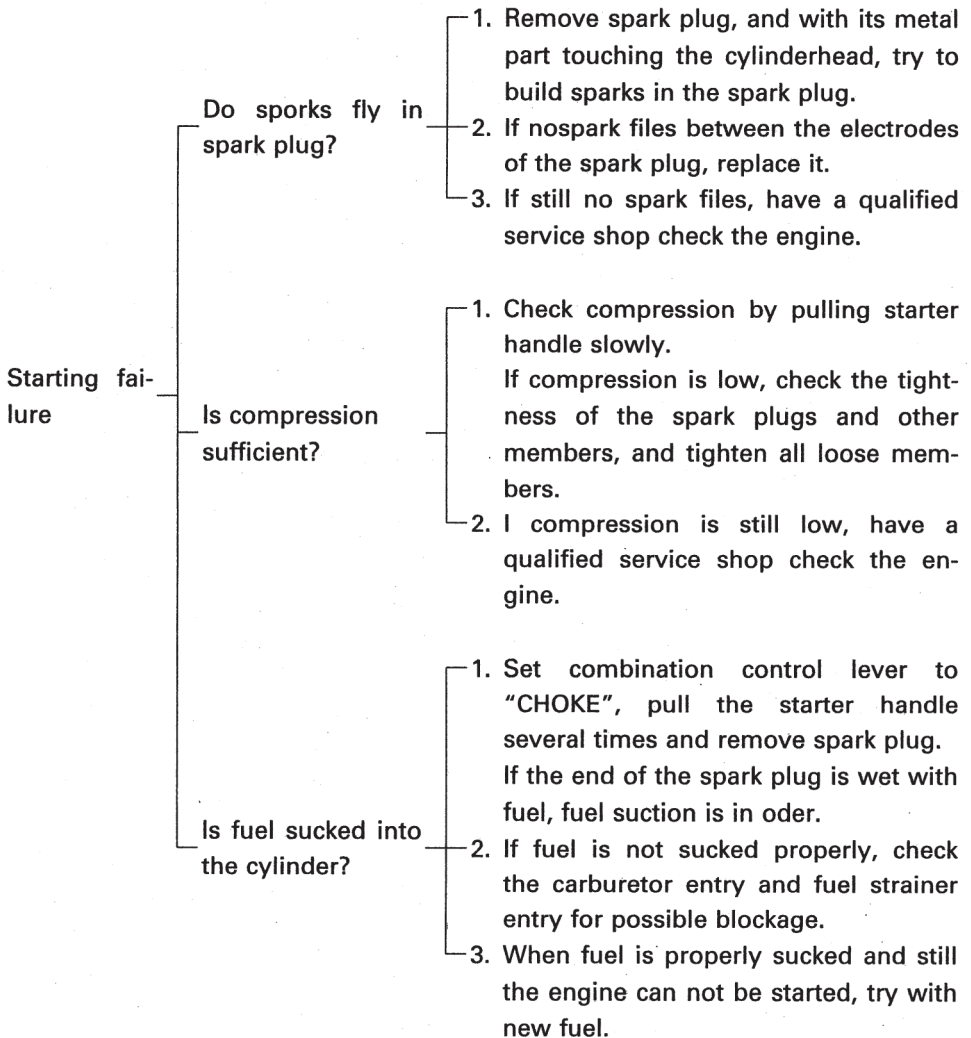 Starting fai-
lure
Do sporks fly in
spark plug?
1. Remove spark plug, and with its metal
part touching the cylinderhead, try to
build sparks in the spark plug.
2. If nospark files between the electrodes
of the spark plug, replace it.
3. If still no spark files, have a qualified
service shop check the engine.
Is compression
sufficient?
1. Check compression by pulling starter
handle slowly.
If compression is low, check the tight-
ness of the spark plugs and other
members, and tighten all loose mem-
bers.
2. I compression is still low, have a
qualified service shop check the en-
gine.
Is fuel sucked into
the cylinder?
1. Set combination control lever to
"CHOKE", pull the starter handle
several times and remove spark plug.
If the end of the spark plug is wet with
fuel, fuel suction is in oder.
2. If fuel is not sucked properly, check
the carburetor entry and fuel strainer
entry for possible blockage.
3. When fuel is properly sucked and still
the engine can not be started, try with
new fuel.